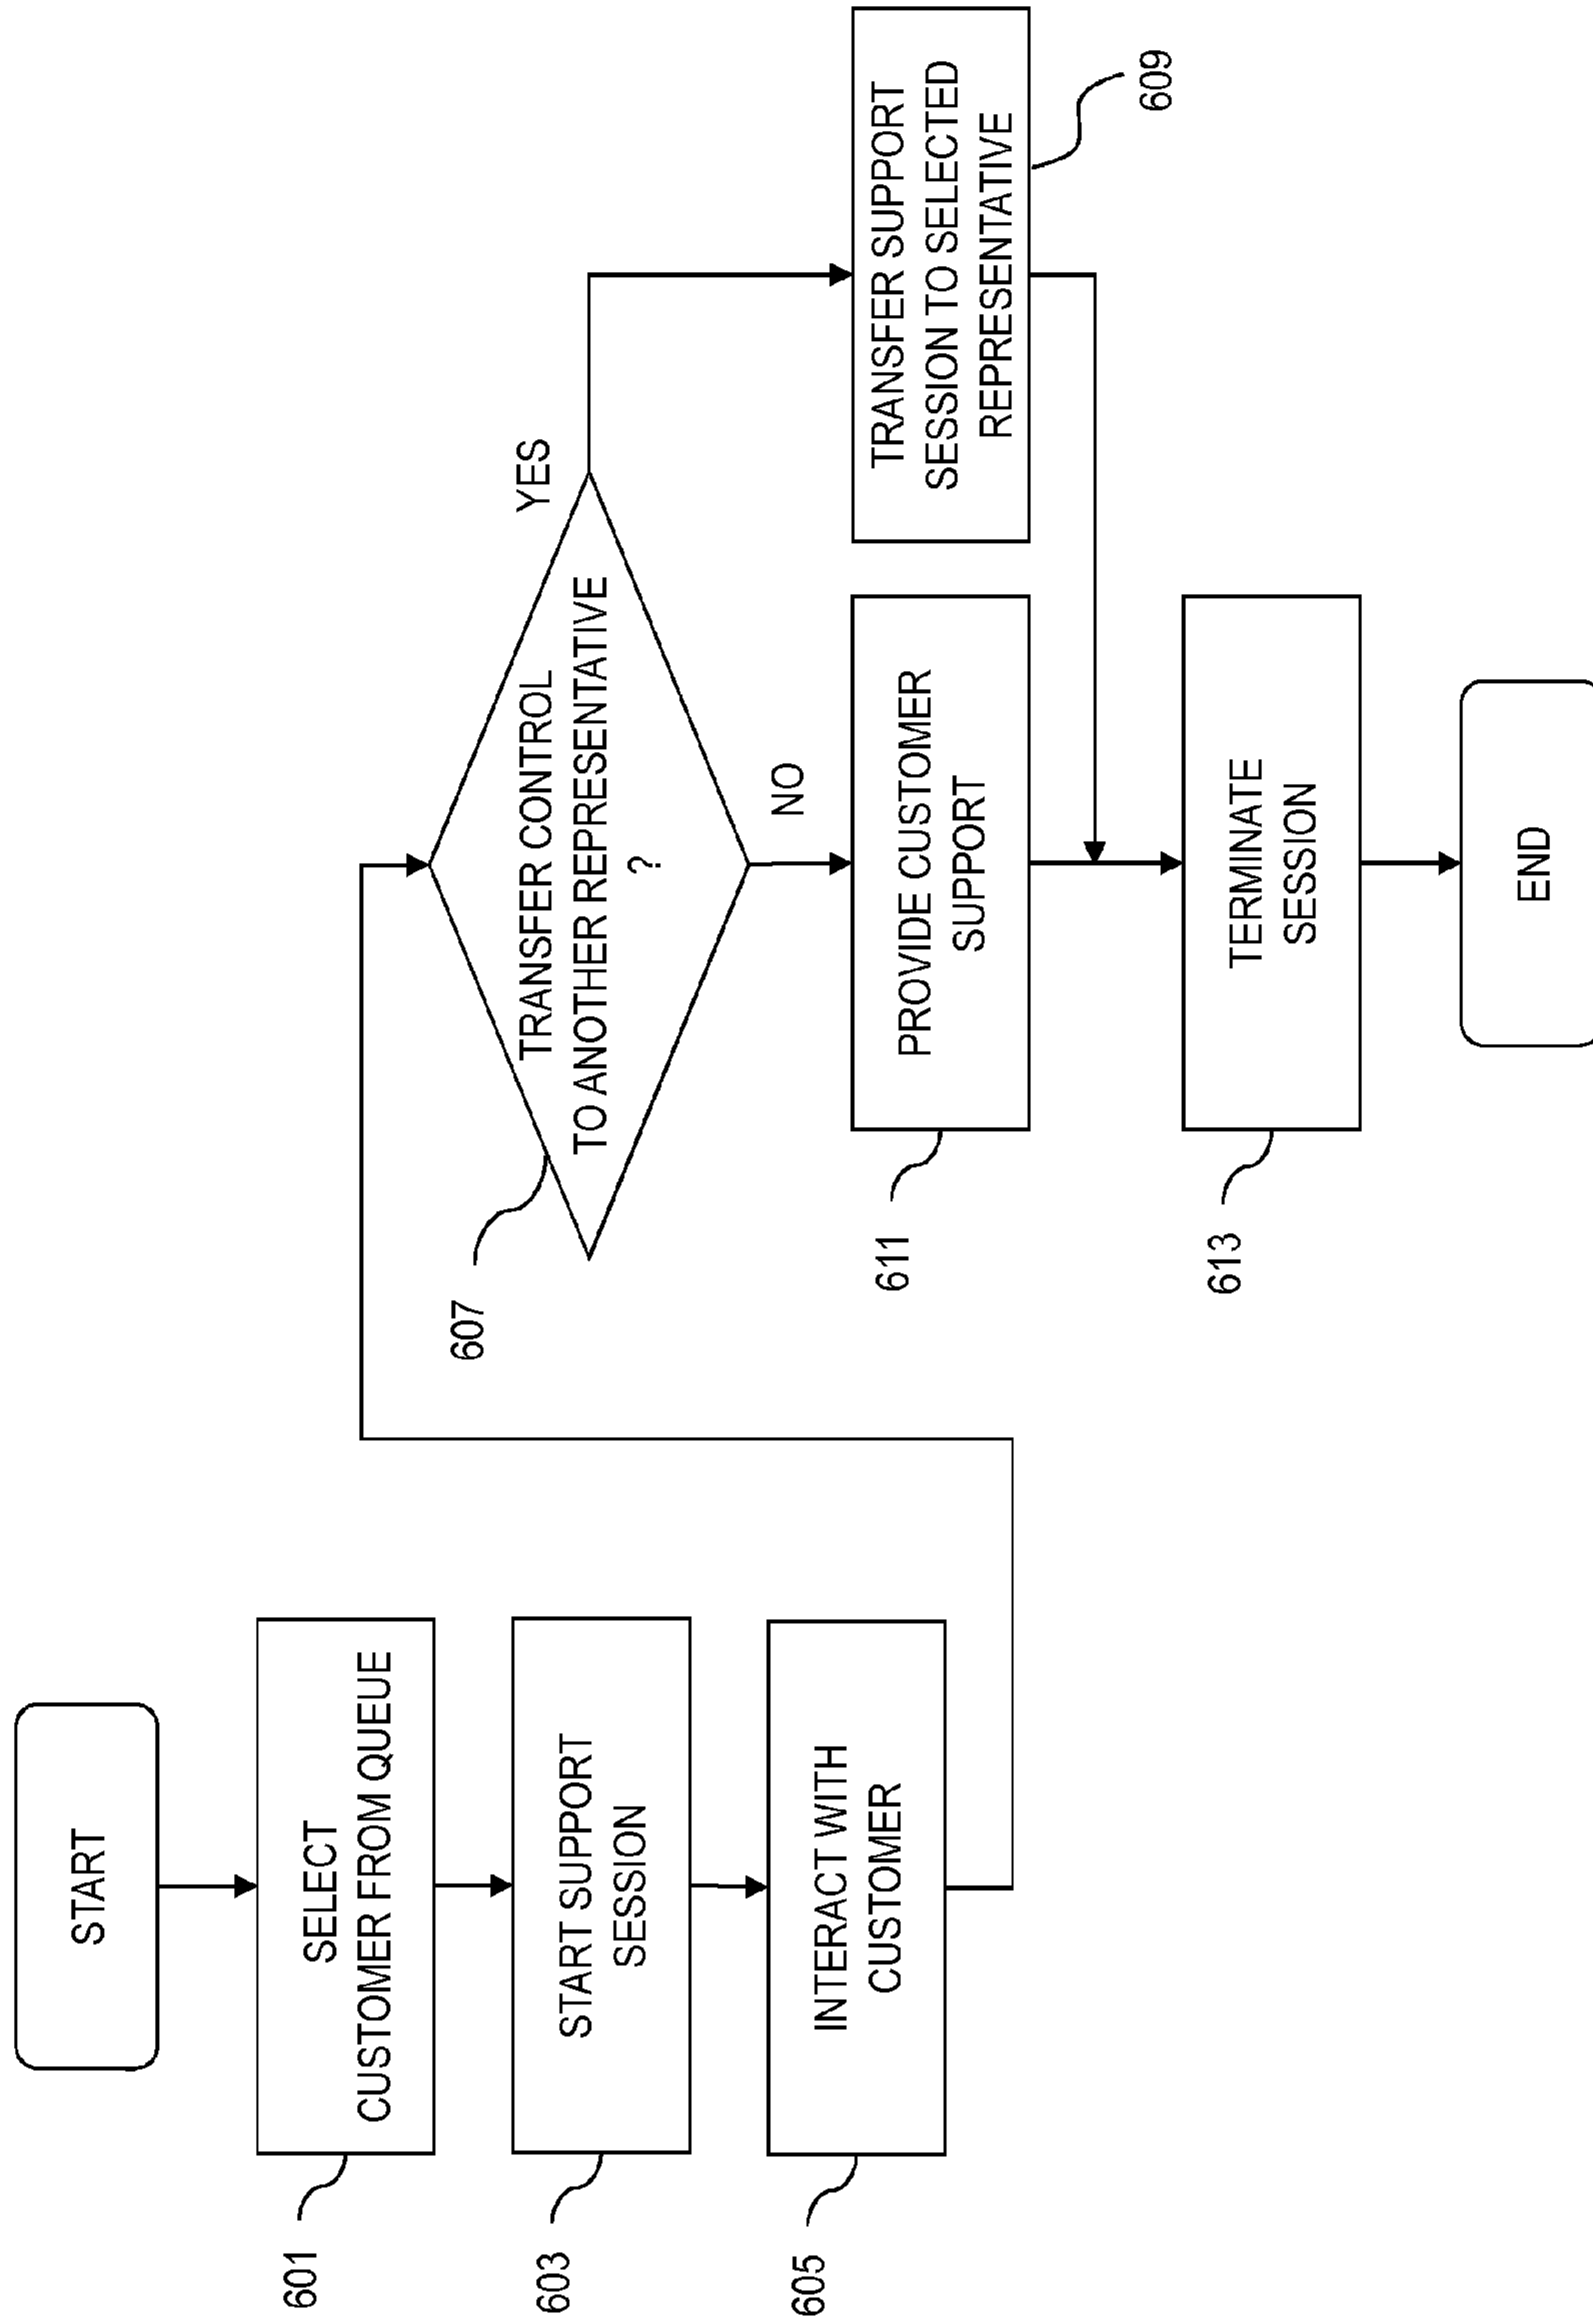 START
SELECT
CUSTOMER FROM QUEUE
601
START SUPPORT
SESSION
603
INTERACT WITH
CUSTOMER
605
TRANSFER CONTROL
TO ANOTHER REPRESENTATIVE
?
607
YES
NO
TRANSFER SUPPORT
SESSION TO SELECTED
REPRESENTATIVE
609
PROVIDE CUSTOMER
SUPPORT
611
TERMINATE
SESSION
613
END